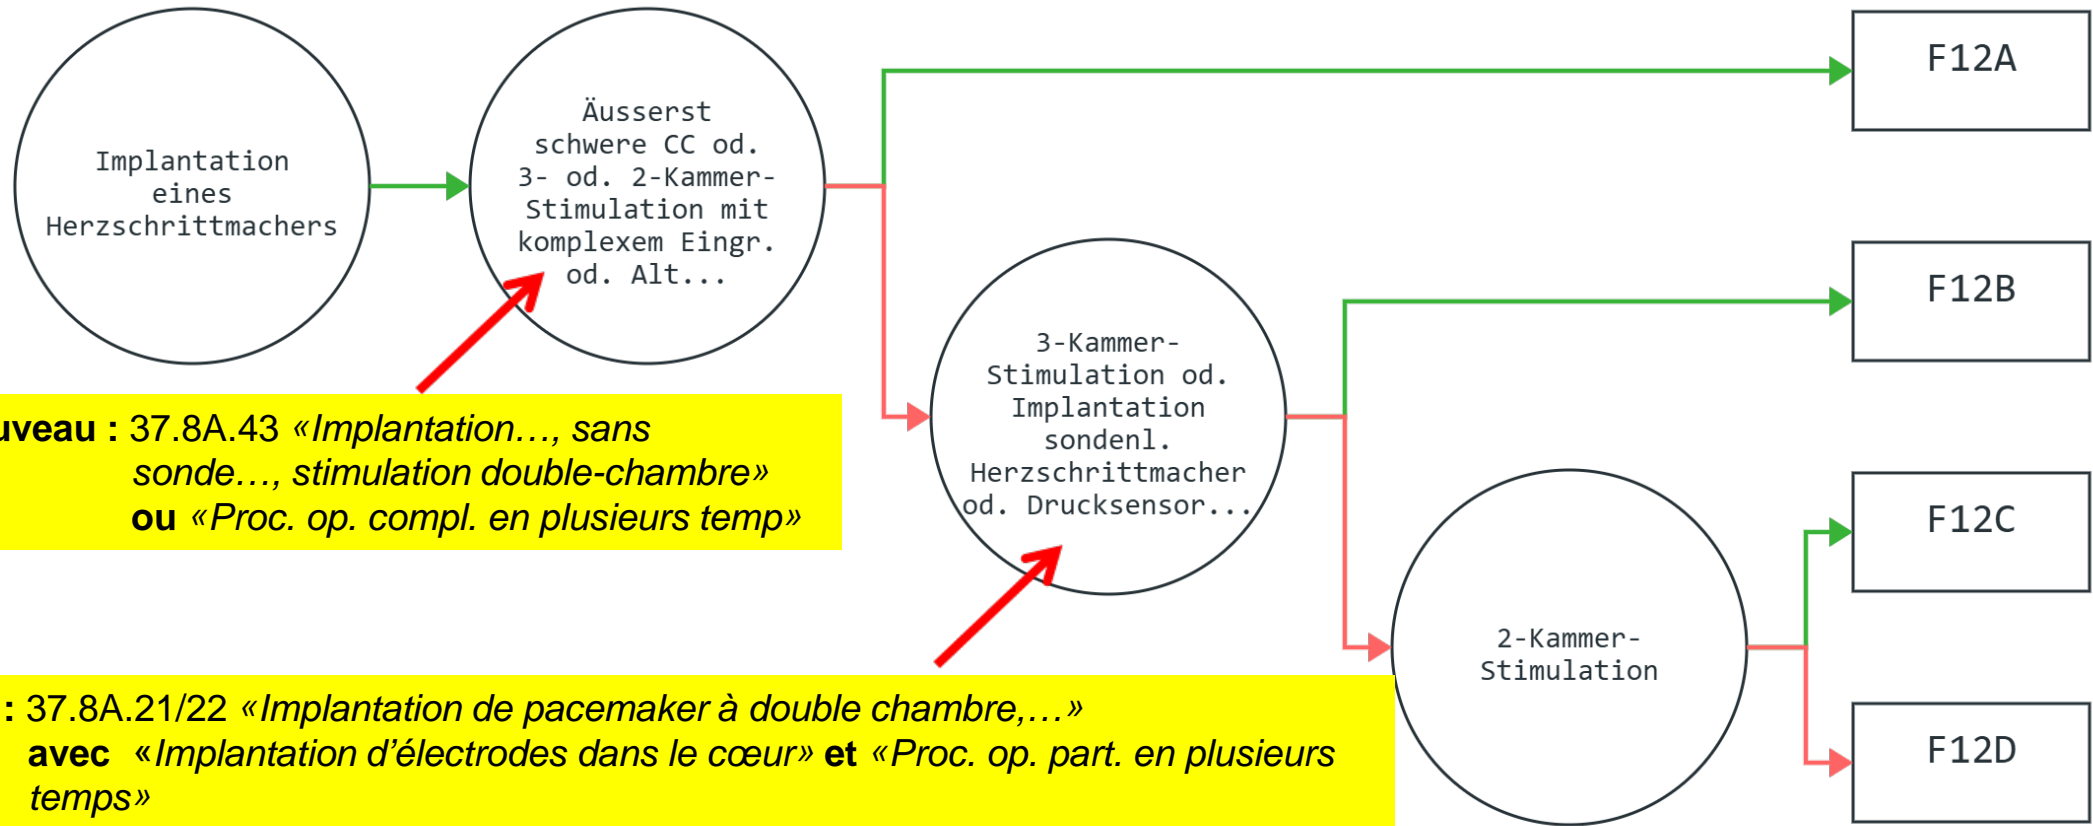 Implantation
eines
Herzschrittmachers
Äusserst
schwere CC od.
3- od. 2-Kammer-
Stimulation mit
komplexem Eingr.
od. Alt...
F12A
3-Kammer-
Stimulation od.
Implantation
sondenl.
Herzschrittmacher
od. Drucksensor...
F12B
uveau : 37.8A.43 «Implantation…, sans
sonde…, stimulation double-chambre»
ou «Proc. op. compl. en plusieurs temp»
2-Kammer-
Stimulation
F12C
: 37.8A.21/22 «Implantation de pacemaker à double chambre,…»
avec «Implantation d’électrodes dans le cœur» et «Proc. op. part. en plusieurs
temps»
F12D